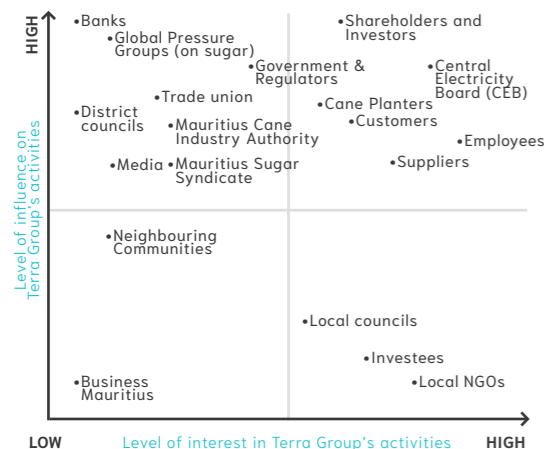 HIGH
Level of influence on
Terra Group's activities
•Banks
•Global Pressure
Groups (on sugar)
•Shareholders and
Investors
•Government &
Regulators
•Central
Electricity
Board (CEB)
•Trade union
•Cane Planters
•District
councils
•Mauritius Cane
Industry Authority
•Customers
•Employees
•Media
•Mauritius Sugar
Syndicate
•Suppliers
•Neighbouring
Communities
•Local councils
•Investees
•Business
Mauritius
•Local NGOs
LOW
Level of interest in Terra Group's activities
HIGH